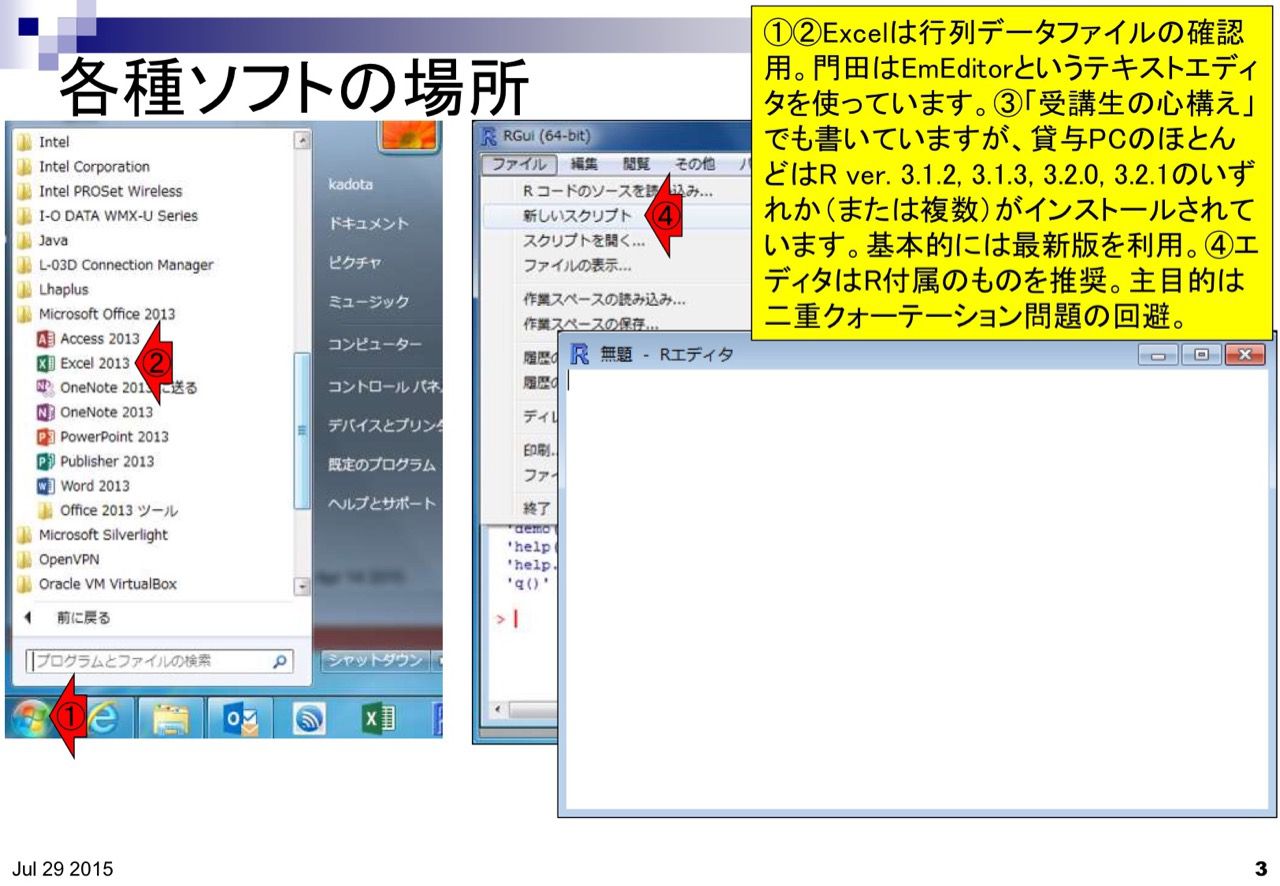 各種ソフトの場所
①②Excelは行列データファイルの確認
用。門田はEmEditorというテキストエディ
タを使っています。③「受講生の心構え」
でも書いていますが、貸与PCのほとん
どはR ver. 3.1.2, 3.1.3, 3.2.0, 3.2.1のいず
れか（または複数）がインストールされて
います。基本的には最新版を利用。④エ
ディタはR付属のものを推奨。主目的は
二重クォーテーション問題の回避。
Intel
Intel Corporation
Intel PROSet Wireless
I-O DATA WMX-U Series
Java
L-03D Connection Manager
Lhaplus
Microsoft Office 2013
Access 2013
Excel 2013
②
OneNote 201 に送る
OneNote 2013
PowerPoint 2013
Publisher 2013
Word 2013
Office 2013 ツール
Microsoft Silverlight
OpenVPN
Oracle VM VirtualBox
前に戻る
プログラムとファイルの検索
①
kadota
ドキュメント
ピクチャ
ミュージック
コンピューター
コントロール パネ
デバイスとプリン
既定のプログラム
ヘルプとサポート
シャットダウン
RGui (64-bit)
ファイル 編集 閲覧 その他 パ
R コードのソースを読 込み...
新しいスクリプト
④
スクリプトを開く...
ファイルの表示...
作業スペースの読み込み...
作業スペースの保存...
履歴の
履歴の
ディレ
印刷..
ファイ
終了
'demo(
'help(
'help.
'q()'
>
無題 - Rエディタ
Jul 29 2015
3